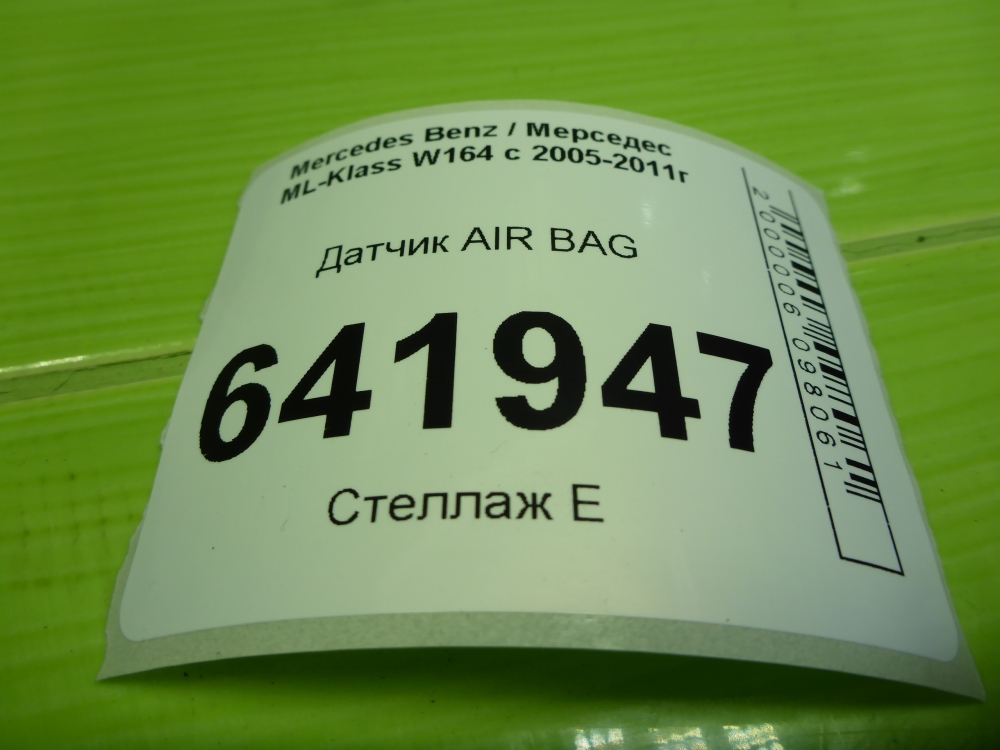 Mercedes Benz / Мерседес
ML-Klass W164 с 2005-2011г
Датчик AIR BAG
641947
Стеллаж Е
2000006098061